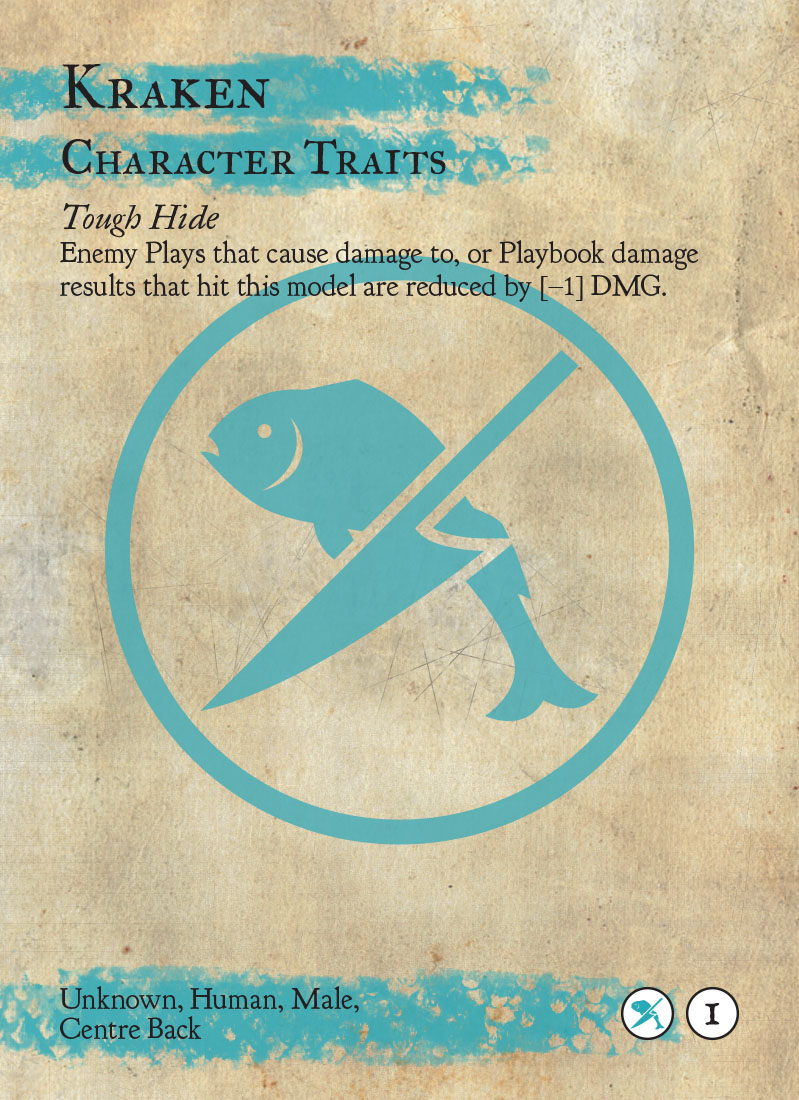 Kraken
Character Traits
Tough Hide
Enemy Plays that cause damage to, or Playbook damage
results that hit this model are reduced by [–1] DMG.
Unknown, Human, Male,
Centre Back
1